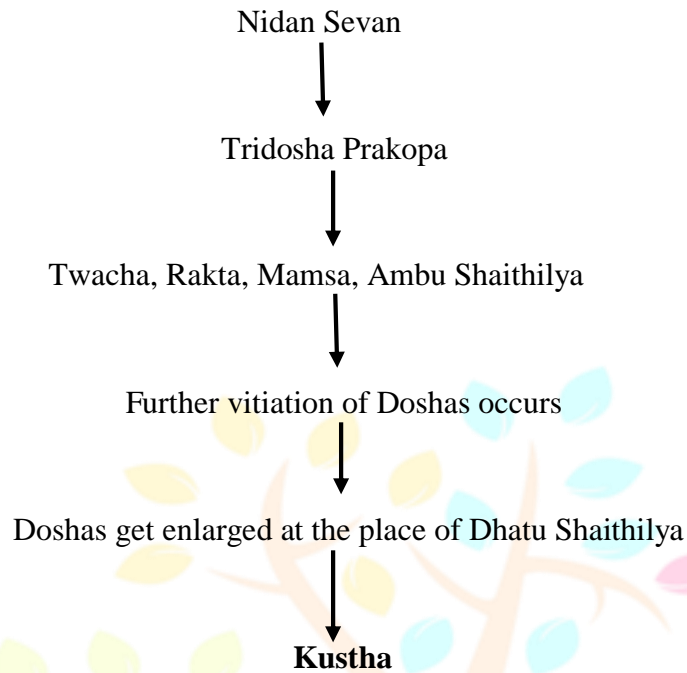 Nidan Sevan
Tridosha Prakopa
Twacha, Rakta, Mamsa, Ambu Shaithilya
Further vitiation of Doshas occurs
Doshas get enlarged at the place of Dhatu Shaithilya
Kustha